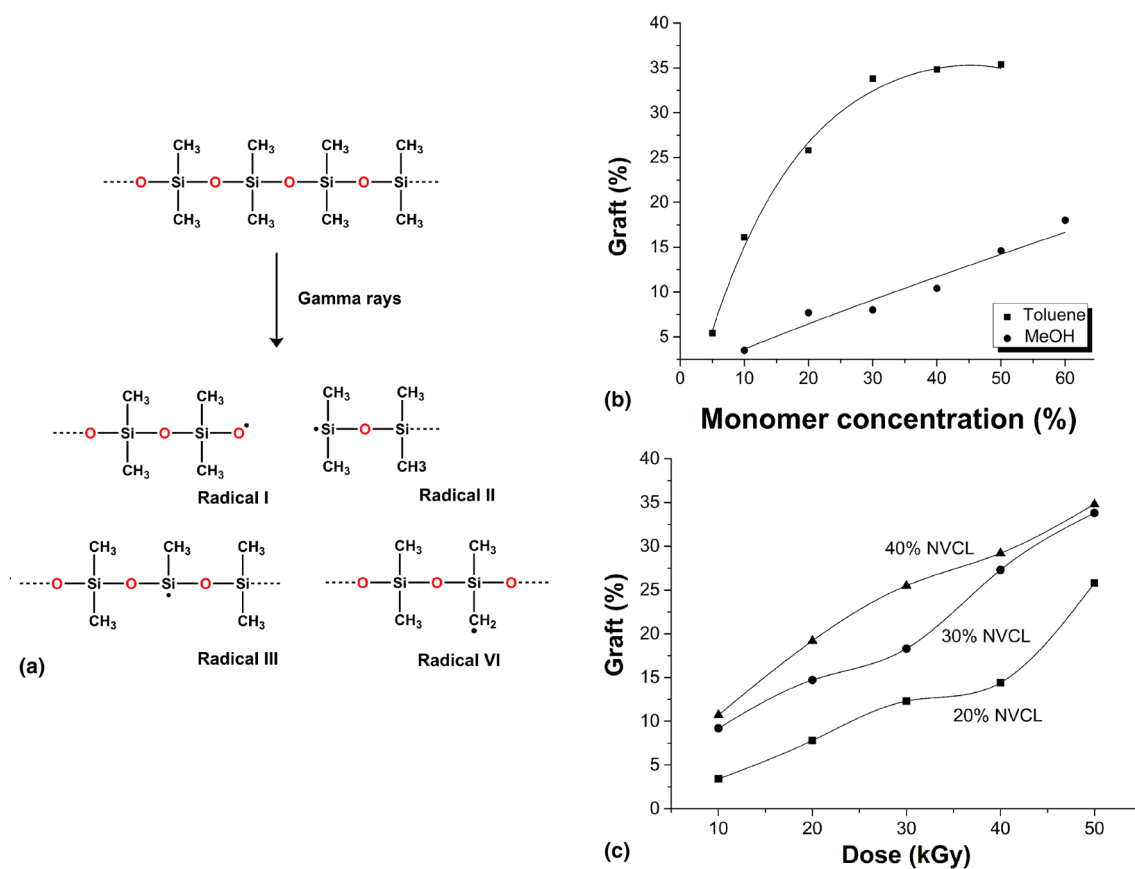 CH₃ CH₃ CH₃ CH₃
O Si O Si O Si O Si
CH₃ CH₃ CH₃ CH₃
Gamma rays
CH₃ CH₃
O Si O Si O•
CH₃ CH₃
Radical I
CH₃ CH₃
•Si O Si
CH₃ CH3
Radical II
CH₃ CH₃ CH₃
O Si O Si O Si
•
CH₃ CH₃
Radical III
CH₃ CH₃
O Si O Si O
CH₃ CH₂
•
Radical VI
(a)
40
35
30
25
20
15
10
5
Graft (%)
Toluene
MeOH
0 10 20 30 40 50 60
Monomer concentration (%)
(b)
40
35
30
25
20
15
10
5
0
Graft (%)
40% NVCL
30% NVCL
20% NVCL
10 20 30 40 50
Dose (kGy)
(c)